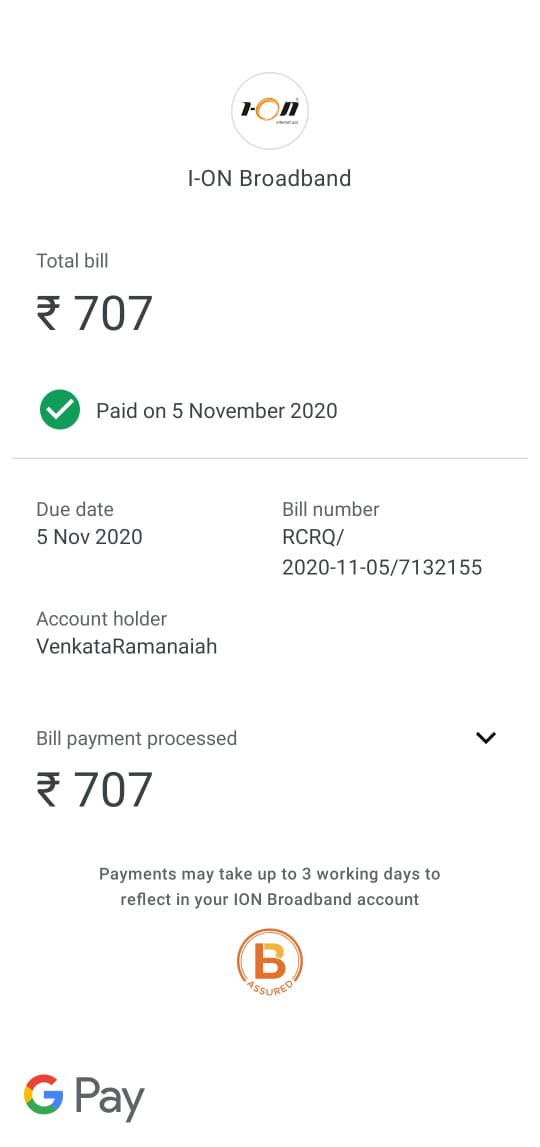 I-ON
I-ON Broadband
Total bill
₹ 707
Paid on 5 November 2020
Due date
5 Nov 2020
Bill number
RCRQ/
2020-11-05/7132155
Account holder
VenkataRamanaiah
Bill payment processed
₹ 707
Payments may take up to 3 working days to
reflect in your ION Broadband account
B
ASSURED
G Pay